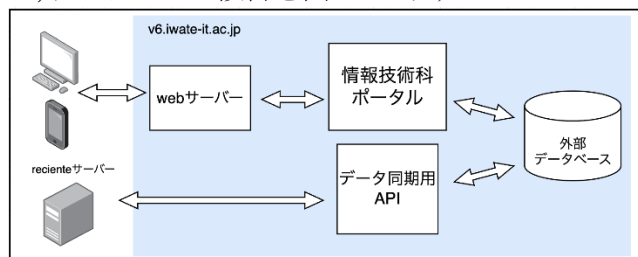 v6.iwate-it.ac.jp
webサーバー
情報技術科
ポータル
外部
データベース
recienteサーバー
データ同期用
API